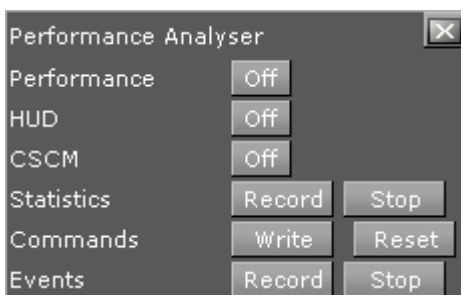 Performance Analyser
Performance Off
HUD Off
CSCM Off
Statistics Record Stop
Commands Write Reset
Events Record Stop